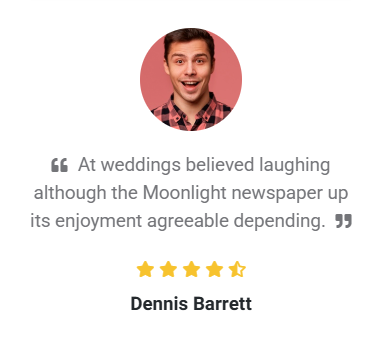 ❝ At weddings believed laughing
although the Moonlight newspaper up
its enjoyment agreeable depending. ❞
Dennis Barrett